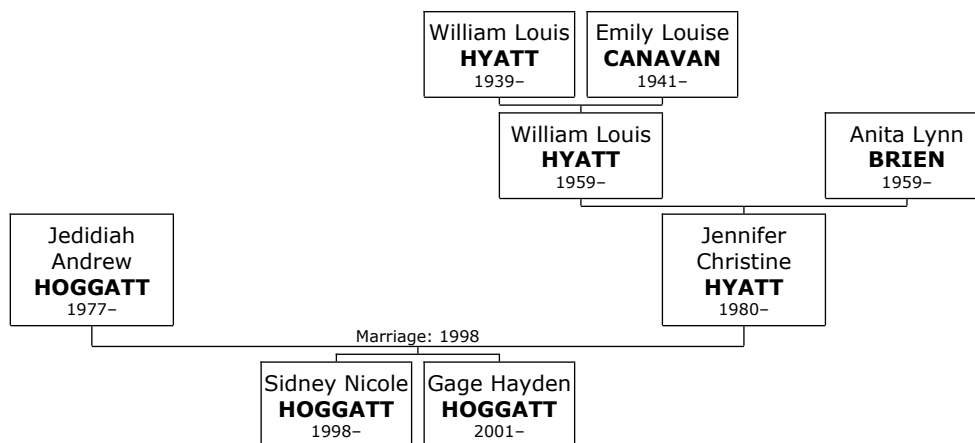 William Louis
HYATT
1939–
Emily Louise
CANAVAN
1941–
William Louis
HYATT
1959–
Anita Lynn
BRIEN
1959–
Jedidiah
Andrew
HOGGATT
1977–
Jennifer
Christine
HYATT
1980–
Marriage: 1998
Sidney Nicole
HOGGATT
1998–
Gage Hayden
HOGGATT
2001–